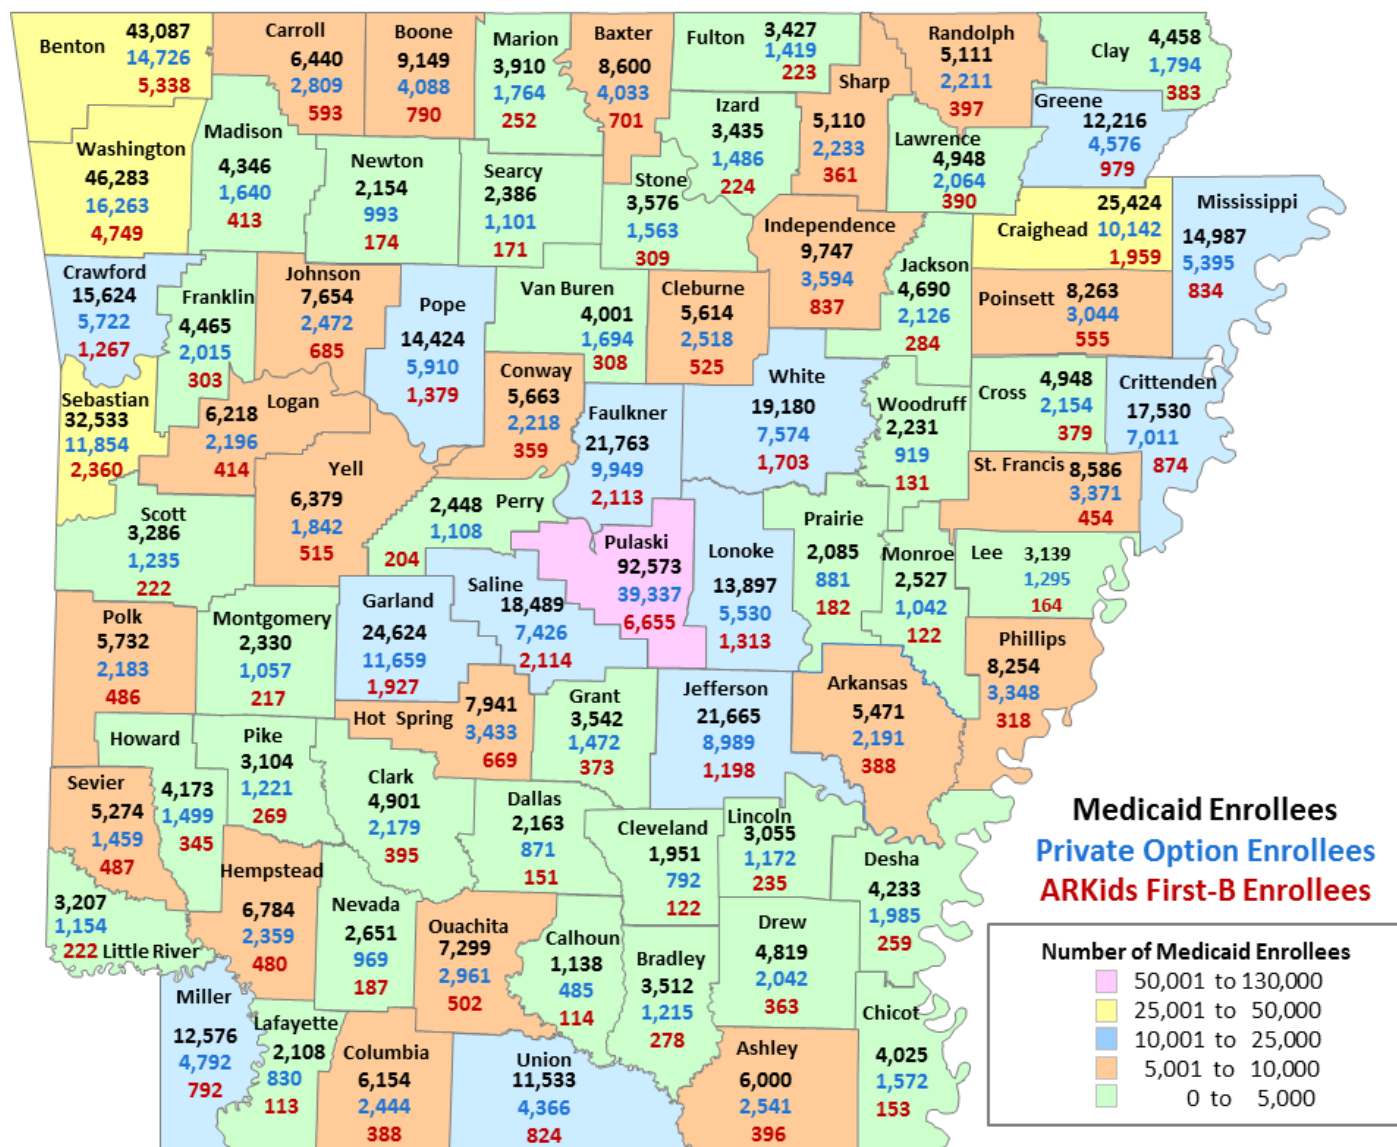 Benton
43,087
14,726
5,338
Carroll
6,440
2,809
593
Boone
9,149
4,088
790
Marion
3,910
1,764
252
Baxter
8,600
4,033
701
Fulton
3,427
1,419
223
Sharp
5,110
2,233
361
Randolph
5,111
2,211
397
Clay
4,458
1,794
383
Washington
46,283
16,263
4,749
Madison
4,346
1,640
413
Newton
2,154
993
174
Searcy
2,386
1,101
171
Stone
3,576
1,563
309
Izard
3,435
1,486
224
Lawrence
4,948
2,064
390
Greene
12,216
4,576
979
Independence
9,747
3,594
837
Craighead
25,424
10,142
1,959
Mississippi
14,987
5,395
834
Crawford
15,624
5,722
1,267
Franklin
4,465
2,015
303
Johnson
7,654
2,472
685
Pope
14,424
5,910
1,379
Van Buren
4,001
1,694
308
Cleburne
5,614
2,518
525
Jackson
4,690
2,126
284
Poinsett
8,263
3,044
555
Sebastian
32,533
11,854
2,360
Logan
6,218
2,196
414
Conway
5,663
2,218
359
Faulkner
21,763
9,949
2,113
White
19,180
7,574
1,703
Woodruff
2,231
919
131
Cross
4,948
2,154
379
Crittenden
17,530
7,011
874
St. Francis
8,586
3,371
454
Yell
6,379
1,842
515
Perry
2,448
1,108
204
Scott
3,286
1,235
222
Pulaski
92,573
39,337
6,655
Lonoke
13,897
5,530
1,313
Prairie
2,085
881
182
Monroe
2,527
1,042
122
Lee
3,139
1,295
164
Saline
18,489
7,426
2,114
Garland
24,624
11,659
1,927
Polk
5,732
2,183
486
Montgomery
2,330
1,057
217
Phillips
8,254
3,348
318
Hot Spring
7,941
3,433
669
Grant
3,542
1,472
373
Jefferson
21,665
8,989
1,198
Arkansas
5,471
2,191
388
Howard
4,173
1,499
345
Pike
3,104
1,221
269
Clark
4,901
2,179
395
Sevier
5,274
1,459
487
Dallas
2,163
871
151
Cleveland
1,951
792
122
Lincoln
3,055
1,172
235
Desha
4,233
1,985
259
Hempstead
6,784
2,359
480
3,207
1,154
222 Little River
Nevada
2,651
969
187
Ouachita
7,299
2,961
502
Calhoun
1,138
485
114
Bradley
3,512
1,215
278
Drew
4,819
2,042
363
Chicot
4,025
1,572
153
Miller
12,576
4,792
792
Lafayette
2,108
830
113
Columbia
6,154
2,444
388
Union
11,533
4,366
824
Ashley
6,000
2,541
396
Medicaid Enrollees
Private Option Enrollees
ARKids First-B Enrollees
Number of Medicaid Enrollees
50,001 to 130,000
25,001 to 50,000
10,001 to 25,000
5,001 to 10,000
0 to 5,000